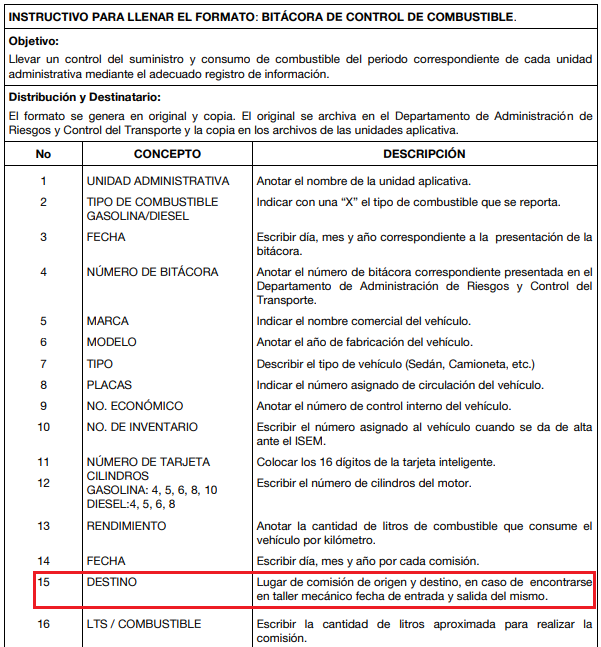 INSTRUCTIVO PARA LLENAR EL FORMATO: BITÁCORA DE CONTROL DE COMBUSTIBLE.
Objetivo:
Llevar un control del suministro y consumo de combustible del periodo correspondiente de cada unidad
administrativa mediante el adecuado registro de información.
Distribución y Destinatario:
El formato se genera en original y copia. El original se archiva en el Departamento de Administración de
Riesgos y Control del Transporte y la copia en los archivos de las unidades aplicativa.
No CONCEPTO DESCRIPCIÓN
1 UNIDAD ADMINISTRATIVA Anotar el nombre de la unidad aplicativa.
2 TIPO DE COMBUSTIBLE Indicar con una “X” el tipo de combustible que se reporta.
GASOLINA/DIESEL
3 FECHA Escribir día, mes y año correspondiente a la presentación de la
bitácora.
4 NÚMERO DE BITÁCORA Anotar el número de bitácora correspondiente presentada en el
Departamento de Administración de Riesgos y Control del
Transporte.
5 MARCA Indicar el nombre comercial del vehículo.
6 MODELO Anotar el año de fabricación del vehículo.
7 TIPO Describir el tipo de vehículo (Sedán, Camioneta, etc.)
8 PLACAS Indicar el número asignado de circulación del vehículo.
9 NO. ECONÓMICO Anotar el número de control interno del vehículo.
10 NO. DE INVENTARIO Escribir el número asignado al vehículo cuando se da de alta
ante el ISEM.
11 NÚMERO DE TARJETA Colocar los 16 dígitos de la tarjeta inteligente.
CILINDROS
12 GASOLINA: 4, 5, 6, 8, 10 Escribir el número de cilindros del motor.
DIESEL:4, 5, 6, 8
13 RENDIMIENTO Anotar la cantidad de litros de combustible que consume el
vehículo por kilómetro.
14 FECHA Escribir día, mes y año por cada comisión.
15 DESTINO Lugar de comisión de origen y destino, en caso de encontrarse
en taller mecánico fecha de entrada y salida del mismo.
16 LTS / COMBUSTIBLE Escribir la cantidad de litros aproximada para realizar la
comisión.